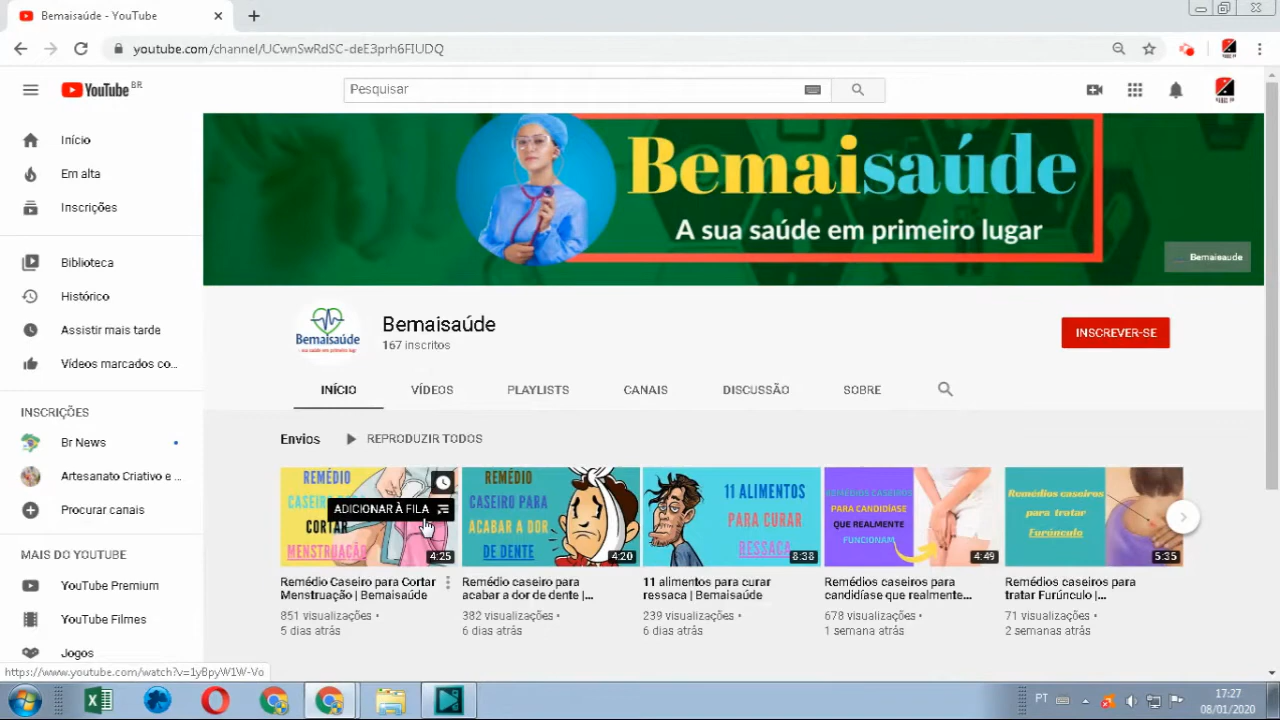 Bemaisaúde - YouTube
youtube.com/channel/UCwnSwRdSC-deE3prh6FIUDQ
YouTube BR
Pesquisar
Início
Em alta
Inscrições
Biblioteca
Histórico
Assistir mais tarde
Vídeos marcados co...
INSCRIÇÕES
Br News
Artesanato Criativo e ...
Procurar canais
MAIS DO YOUTUBE
YouTube Premium
YouTube Filmes
Jogos
Bemaisaúde
A sua saúde em primeiro lugar
Bemaisaude
Bemaisaúde
Bemaisaúde
167 inscritos
INSCREVER-SE
INÍCIO
VÍDEOS
PLAYLISTS
CANAIS
DISCUSSÃO
SOBRE
Envios
REPRODUZIR TODOS
REMÉDIO
CASEIRO PARA
CORTAR
MENSTRUAÇÃO
ADICIONAR À FILA
4:25
Remédio Caseiro para Cortar
Menstruação | Bemaisaúde
851 visualizações •
5 dias atrás
REMÉDIO
CASEIRO PARA
ACABAR A DOR
DE DENTE
4:20
Remédio caseiro para
acabar a dor de dente |...
382 visualizações •
6 dias atrás
11 ALIMENTOS
PARA CURAR
RESSACA
8:38
11 alimentos para curar
ressaca | Bemaisaúde
239 visualizações •
6 dias atrás
REMÉDIOS CASEIROS
PARA CANDIDÍASE
QUE REALMENTE
FUNCIONAM
4:49
Remédios caseiros para
candidíase que realmente...
678 visualizações •
1 semana atrás
Remédios caseiros
para tratar
Furúnculo
5:35
Remédios caseiros para
tratar Furúnculo |...
71 visualizações •
2 semanas atrás
https://www.youtube.com/watch?v=1yBpyW1W-Vo
PT
17:27
08/01/2020